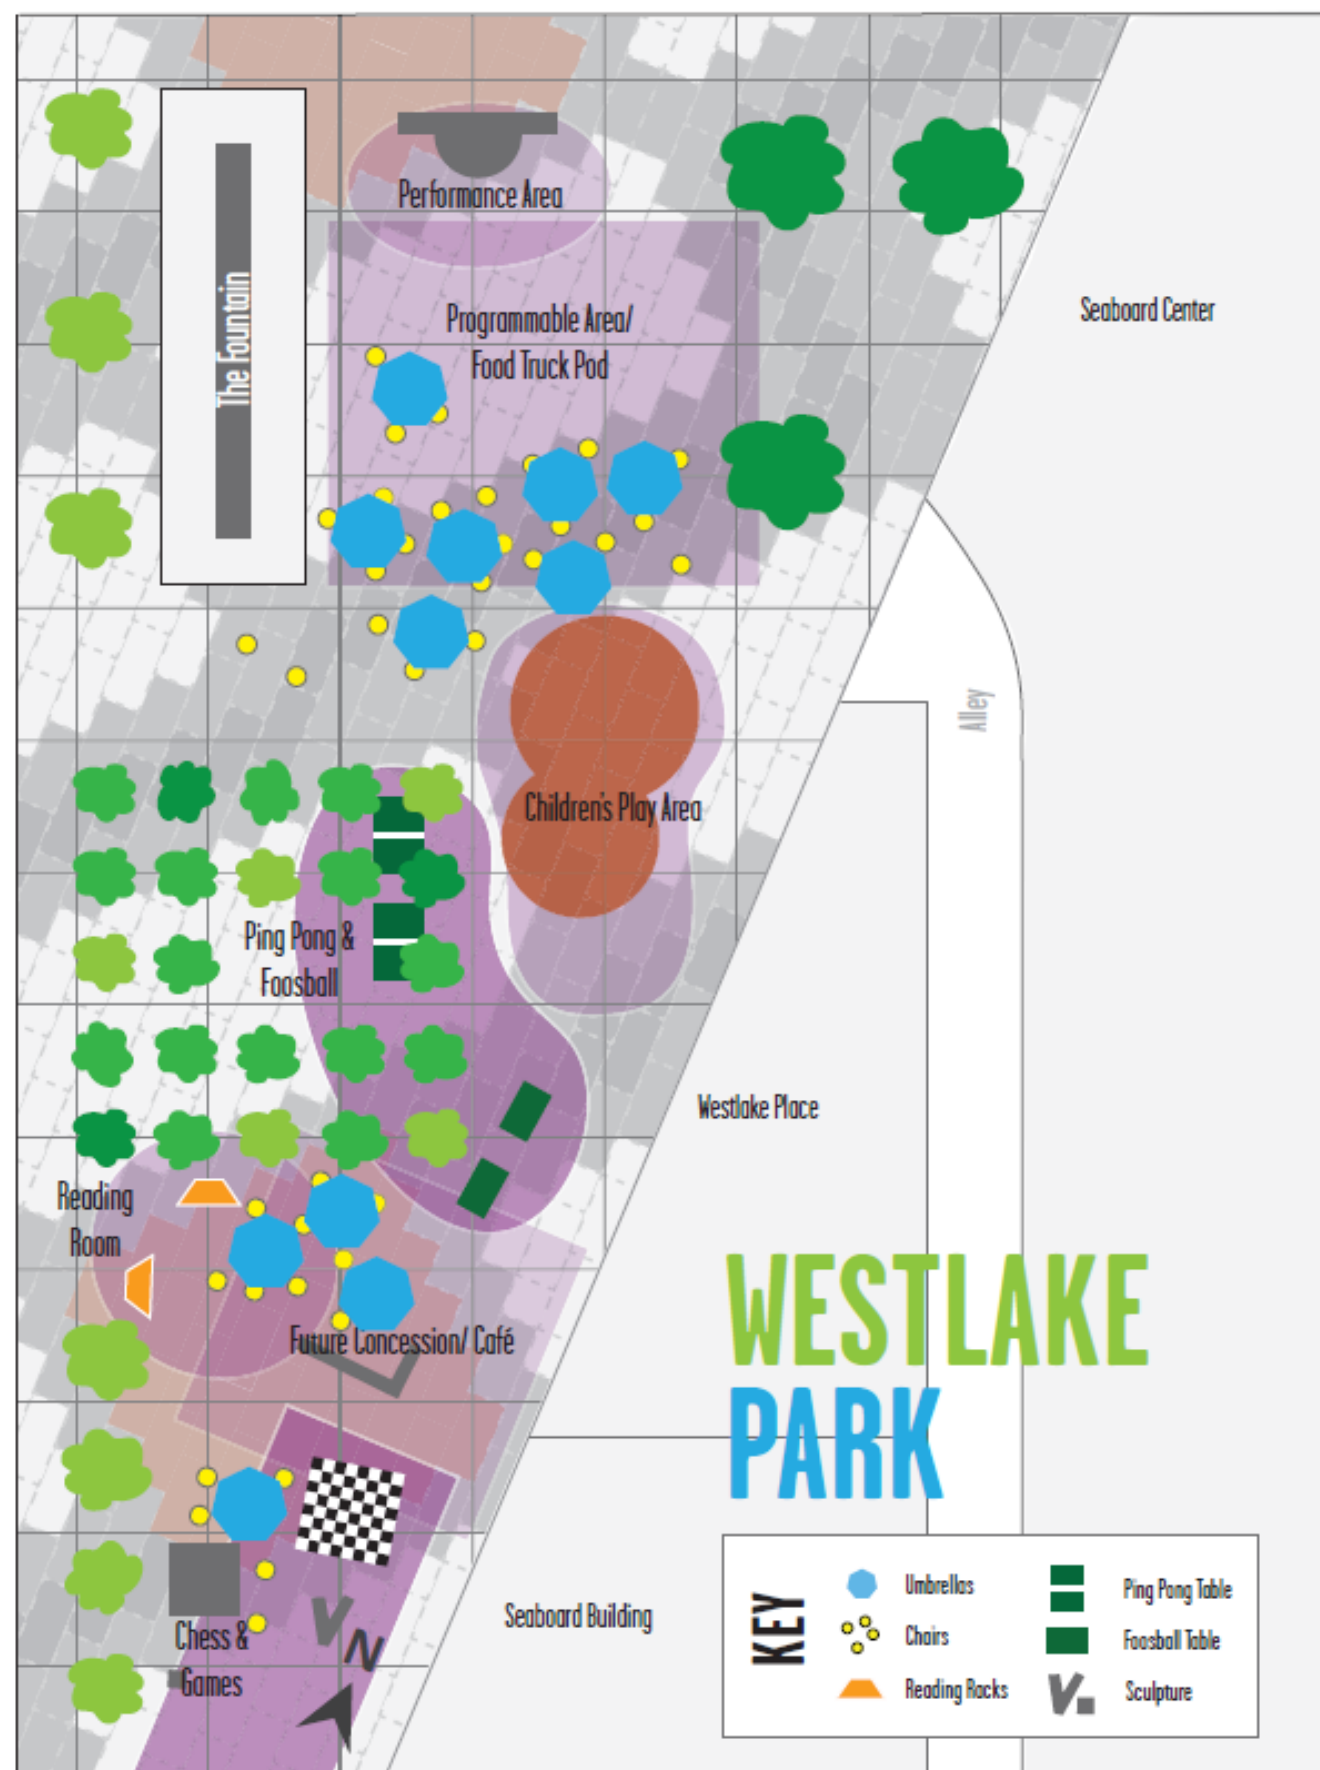 Performance Area
The Fountain
Programmable Area/
Food Truck Pod
Seaboard Center
Alley
Children's Play Area
Ping Pong &
Foosball
Westlake Place
Reading
Room
Future Concession/ Café
WESTLAKE
PARK
Chess &
Games
N
Seaboard Building
KEY
Umbrellas
Chairs
Reading Racks
Ping Pong Table
Foosball Table
Sculpture